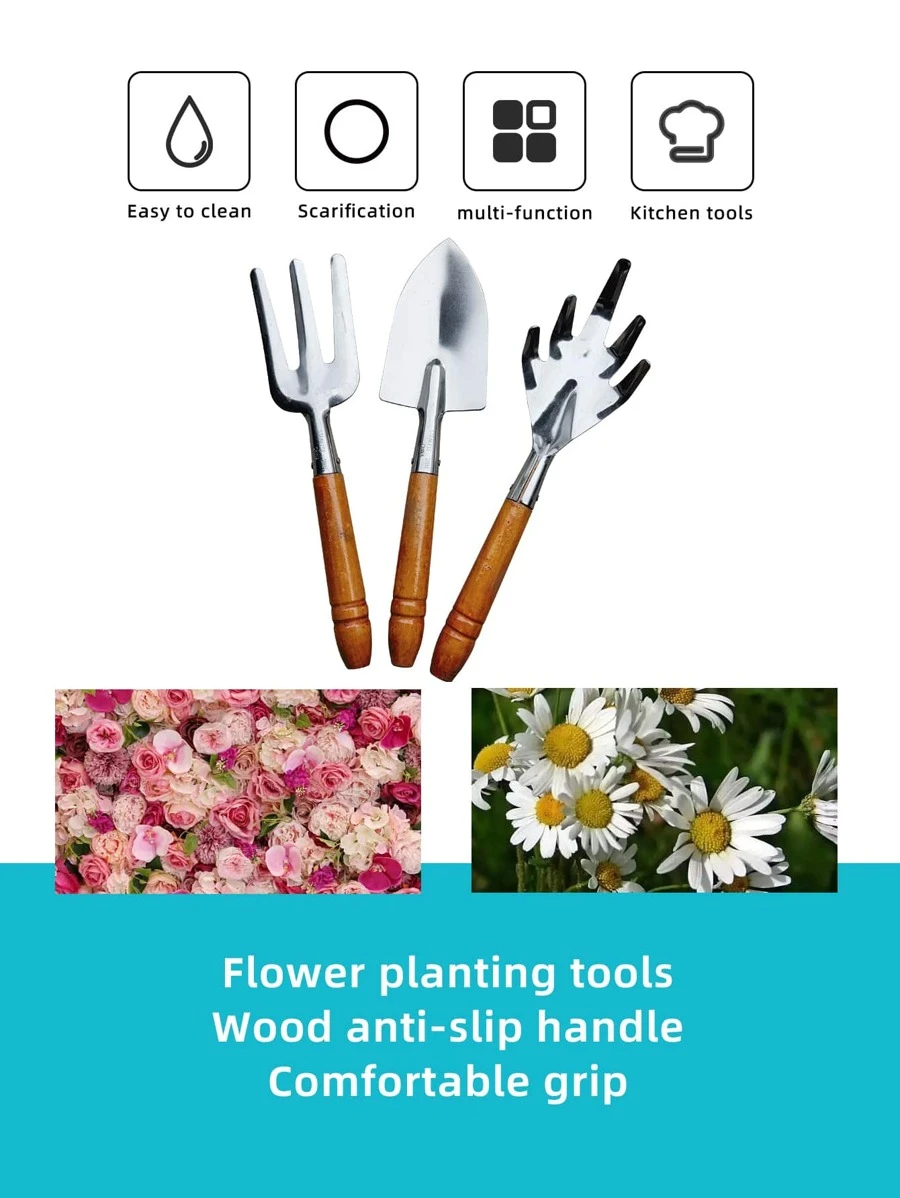 Easy to clean
Scarification
multi-function
Kitchen tools
Flower planting tools
Wood anti-slip handle
Comfortable grip